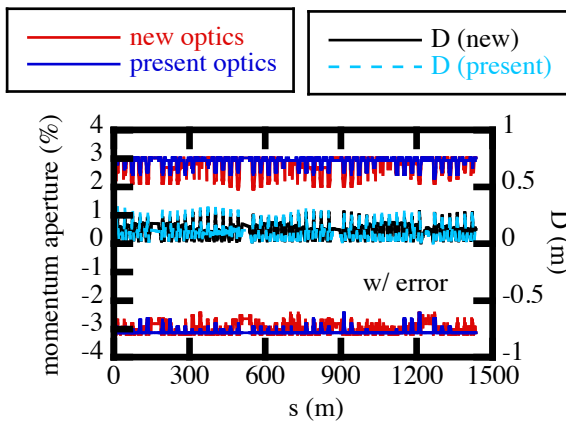 new optics
present optics
D (new)
D (present)
momentum aperture (%)
4
3
2
1
0
-1
-2
-3
-4
w/ error
1
0.5
0
-0.5
-1
D (m)
0 300 600 900 1200 1500
s (m)